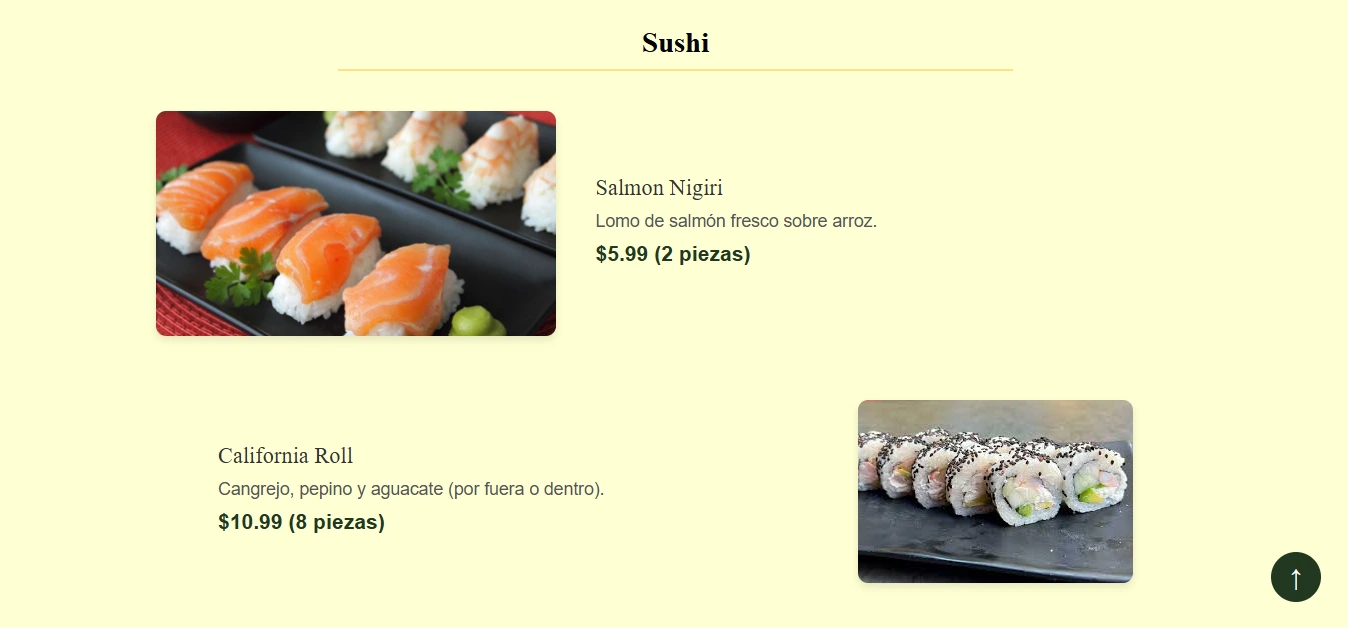 Sushi
Salmon Nigiri
Lomo de salmón fresco sobre arroz.
$5.99 (2 piezas)
California Roll
Cangrejo, pepino y aguacate (por fuera o dentro).
$10.99 (8 piezas)
↑